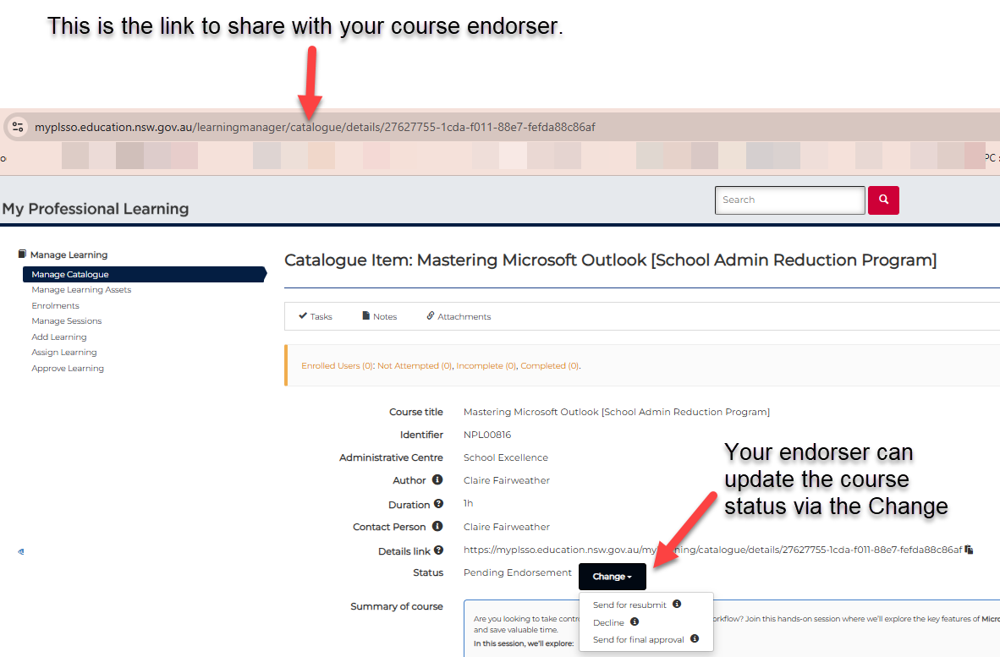 This is the link to share with your course endorser.
myplsso.education.nsw.gov.au/learningmanager/catalogue/details/27627755-1cda-f011-88e7-fefda88c86af
o
PC s
My Professional Learning
Search
Manage Learning
Manage Catalogue
Manage Learning Assets
Enrolments
Manage Sessions
Add Learning
Assign Learning
Approve Learning
Catalogue Item: Mastering Microsoft Outlook [School Admin Reduction Program]
Tasks Notes Attachments
Enrolled Users (0): Not Attempted (0), Incomplete (0), Completed (0).
Course title Mastering Microsoft Outlook [School Admin Reduction Program]
Identifier NPL00816
Administrative Centre School Excellence
Author Claire Fairweather
Duration 1h
Contact Person Claire Fairweather
Your endorser can
update the course
status via the Change
Details link https://myplsso.education.nsw.gov.au/my ning/catalogue/details/27627755-1cda-f011-88e7-fefda88c86af
Status Pending Endorsement Change
Send for resubmit
Decline
Send for final approval
Summary of course
Are you looking to take contr orkflow? Join this hands-on session where we'll explore the key features of Micro
and save valuable time.
In this session, we'll explore: